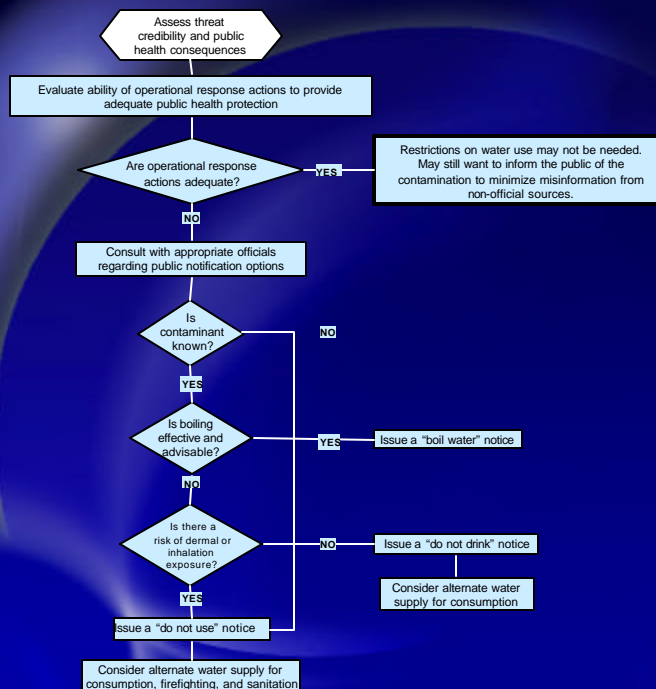 Assess threat
credibility and public
health consequences
Evaluate ability of operational response actions to provide
adequate public health protection
Are operational response
actions adequate?
YES
Restrictions on water use may not be needed.
May still want to inform the public of the
contamination to minimize misinformation from
non-official sources.
NO
Consult with appropriate officials
regarding public notification options
Is
contaminant
known?
NO
YES
Is boiling
effective and
advisable?
YES
Issue a “boil water” notice
NO
Is there a
risk of dermal or
inhalation
exposure?
NO
Issue a “do not drink” notice
Consider alternate water
supply for consumption
YES
Issue a “do not use” notice
Consider alternate water supply for
consumption, firefighting, and sanitation